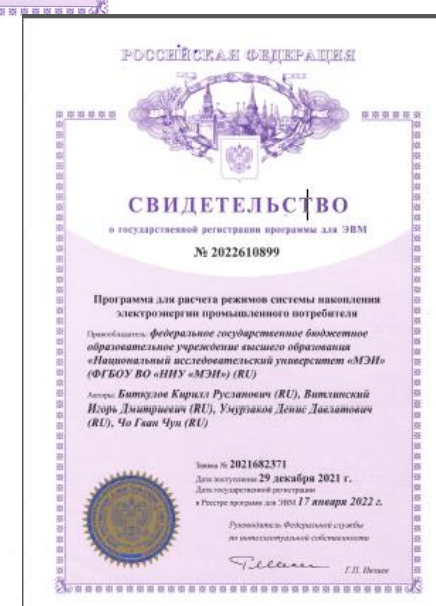 РОССИЙСКАЯ ФЕДЕРАЦИЯ
СВИДЕТЕЛЬСТВО
о государственной регистрации программы для ЭВМ
№ 2022610899
Программа для расчета режимов системы накопления
электроэнергии промышленного потребителя
Правообладатель: федеральное государственное бюджетное
образовательное учреждение высшего образования
«Национальный исследовательский университет «МЭИ»
(ФГБОУ ВО «НИУ «МЭИ») (RU)
Авторы: Биткулов Кирилл Русланович (RU), Витлинский
Игорь Дмитриевич (RU), Умурзаков Денис Давлатович
(RU), Чо Гван Чун (RU)
Заявка № 2021682371
Дата поступления 29 декабря 2021 г.
Дата государственной регистрации
в Реестре программ для ЭВМ 17 января 2022 г.
Руководитель Федеральной службы
по интеллектуальной собственности
Г.П. Ивлиев